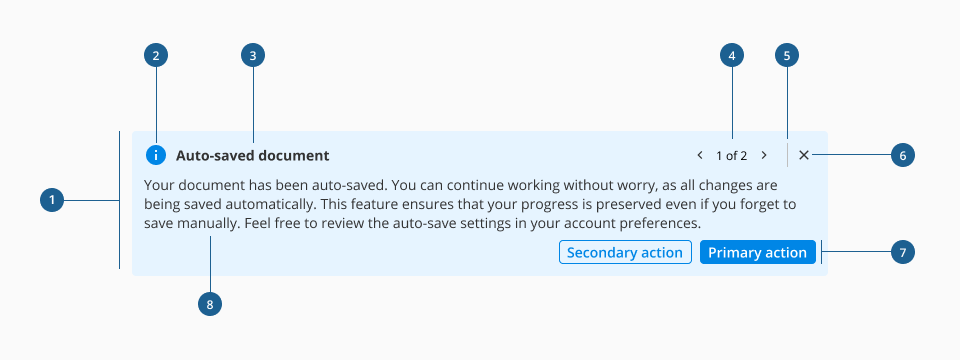 2
3
4
5
Auto-saved document
1 of 2
6
Your document has been auto-saved. You can continue working without worry, as all changes are
1
being saved automatically. This feature ensures that your progress is preserved even if you forget to
save manually. Feel free to review the auto-save settings in your account preferences.
Secondary action
Primary action
7
8